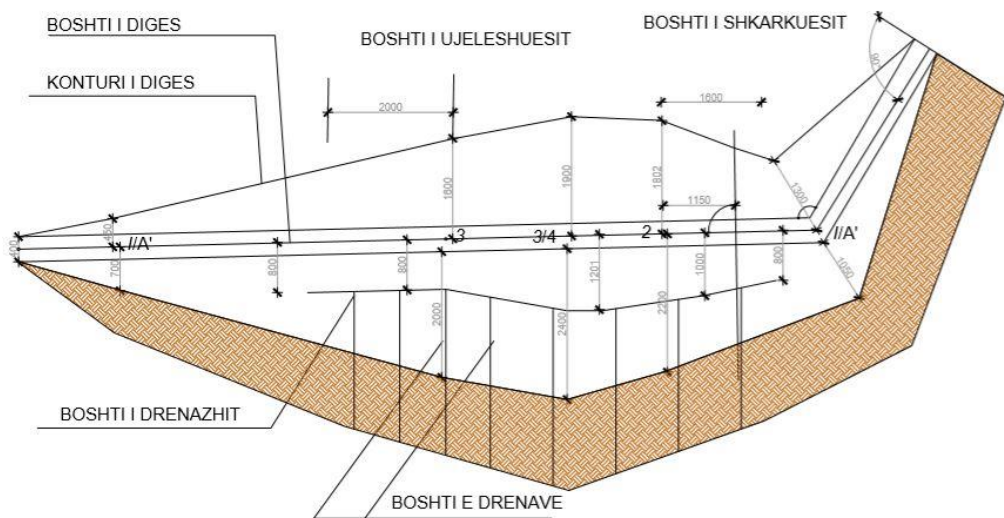 BOSHTI I DIGES
BOSHTI I UJELESHUESIT
BOSHTI I SHKARKUESIT
KONTURI I DIGES
90
2000
1600
450
1600
1900
1802
1150
1300
400
I/A'
3
3/4
2
I/A'
700
800
800
2000
2400
1201
2200
1000
800
1050
BOSHTI I DRENAZHIT
BOSHTI E DRENAVE